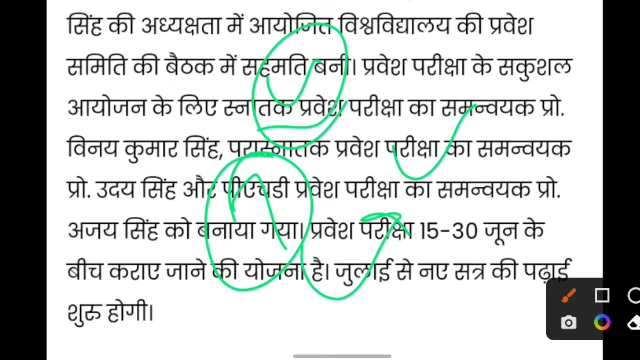 सिंह की अध्यक्षता में आयोजित विश्वविद्यालय की प्रवेश
समिति की बैठक में सहमति बनी। प्रवेश परीक्षा के सकुशल
आयोजन के लिए स्नातक प्रवेश परीक्षा का समन्वयक प्रो.
विनय कुमार सिंह, परास्नातक प्रवेश परीक्षा का समन्वयक
प्रो. उदय सिंह और पीएचडी प्रवेश परीक्षा का समन्वयक प्रो.
अजय सिंह को बनाया गया। प्रवेश परीक्षा 15-30 जून के
बीच कराए जाने की योजना है। जुलाई से नए सत्र की पढ़ाई
शुरु होगी।